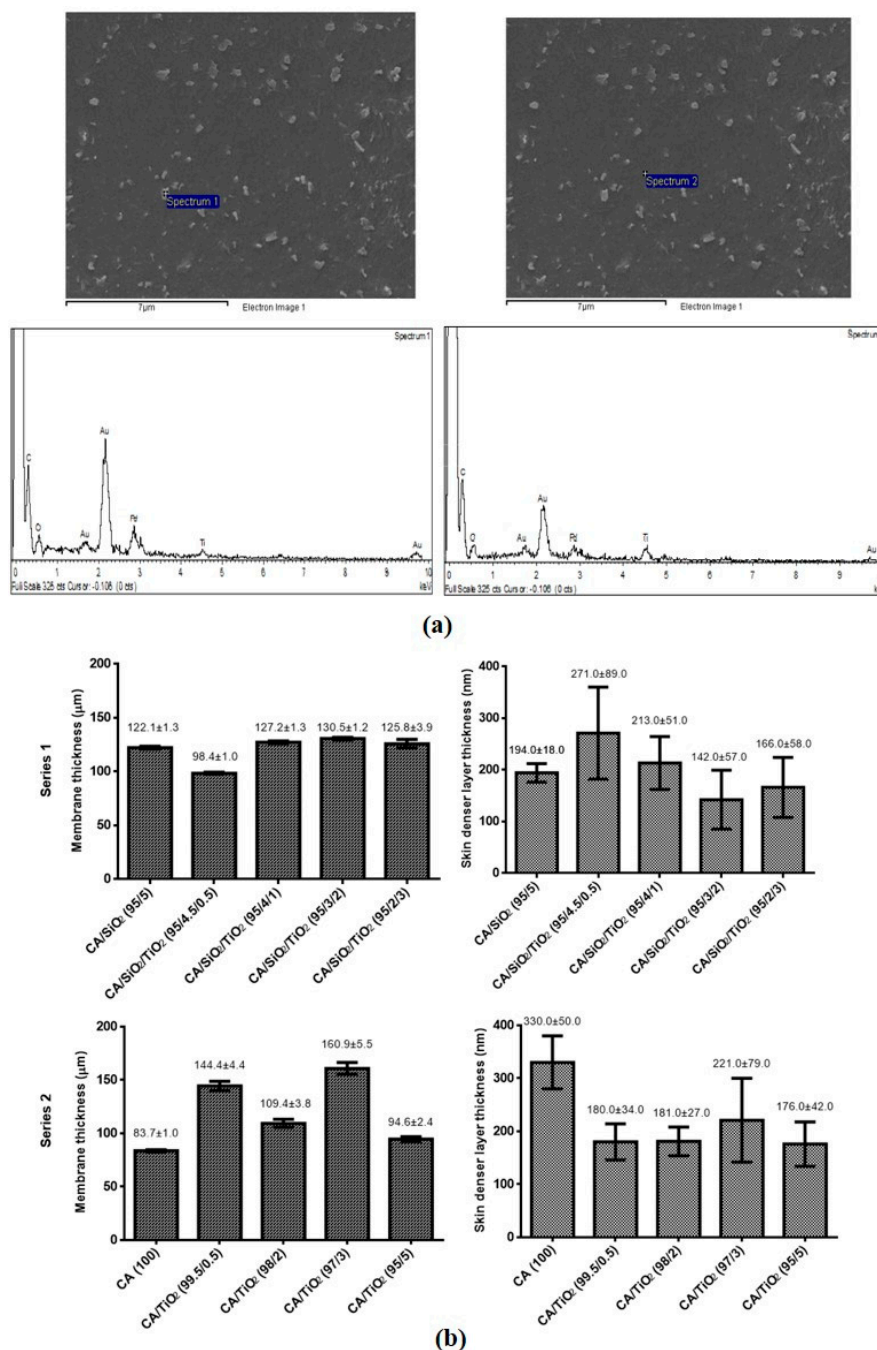 Spectrum 1
7µm
Electron Image 1
Spectrum 2
7µm
Electron Image 1
Spectrum 1
C
O
Au
Au
Pd
Ti
Au
0 1 2 3 4 5 6 7 8 9 10
Full Scale 325 cts Cursor: -0.106 (0 cts)
keV
Spectrum
C
O
Au
Au
Pd
Ti
Au
0 1 2 3 4 5 6 7 8 9
Full Scale 325 cts Cursor: -0.106 (0 cts)
(a)
Series 1
Membrane thickness (µm)
200
150
100
50
0
122.1±1.3
98.4±1.0
127.2±1.3
130.5±1.2
125.8±3.9
CA/SiO₂ (95/5)
CA/SiO₂/TiO₂ (95/4.5/0.5)
CA/SiO₂/TiO₂ (95/4/1)
CA/SiO₂/TiO₂ (95/3/2)
CA/SiO₂/TiO₂ (95/2/3)
Skin denser layer thickness (nm)
400
300
200
100
0
194.0±18.0
271.0±89.0
213.0±51.0
142.0±57.0
166.0±58.0
CA/SiO₂ (95/5)
CA/SiO₂/TiO₂ (95/4.5/0.5)
CA/SiO₂/TiO₂ (95/4/1)
CA/SiO₂/TiO₂ (95/3/2)
CA/SiO₂/TiO₂ (95/2/3)
Series 2
Membrane thickness (µm)
200
150
100
50
0
83.7±1.0
144.4±4.4
109.4±3.8
160.9±5.5
94.6±2.4
CA (100)
CA/TiO₂ (99.5/0.5)
CA/TiO₂ (98/2)
CA/TiO₂ (97/3)
CA/TiO₂ (95/5)
Skin denser layer thickness (nm)
400
300
200
100
0
330.0±50.0
180.0±34.0
181.0±27.0
221.0±79.0
176.0±42.0
CA (100)
CA/TiO₂ (99.5/0.5)
CA/TiO₂ (98/2)
CA/TiO₂ (97/3)
CA/TiO₂ (95/5)
(b)